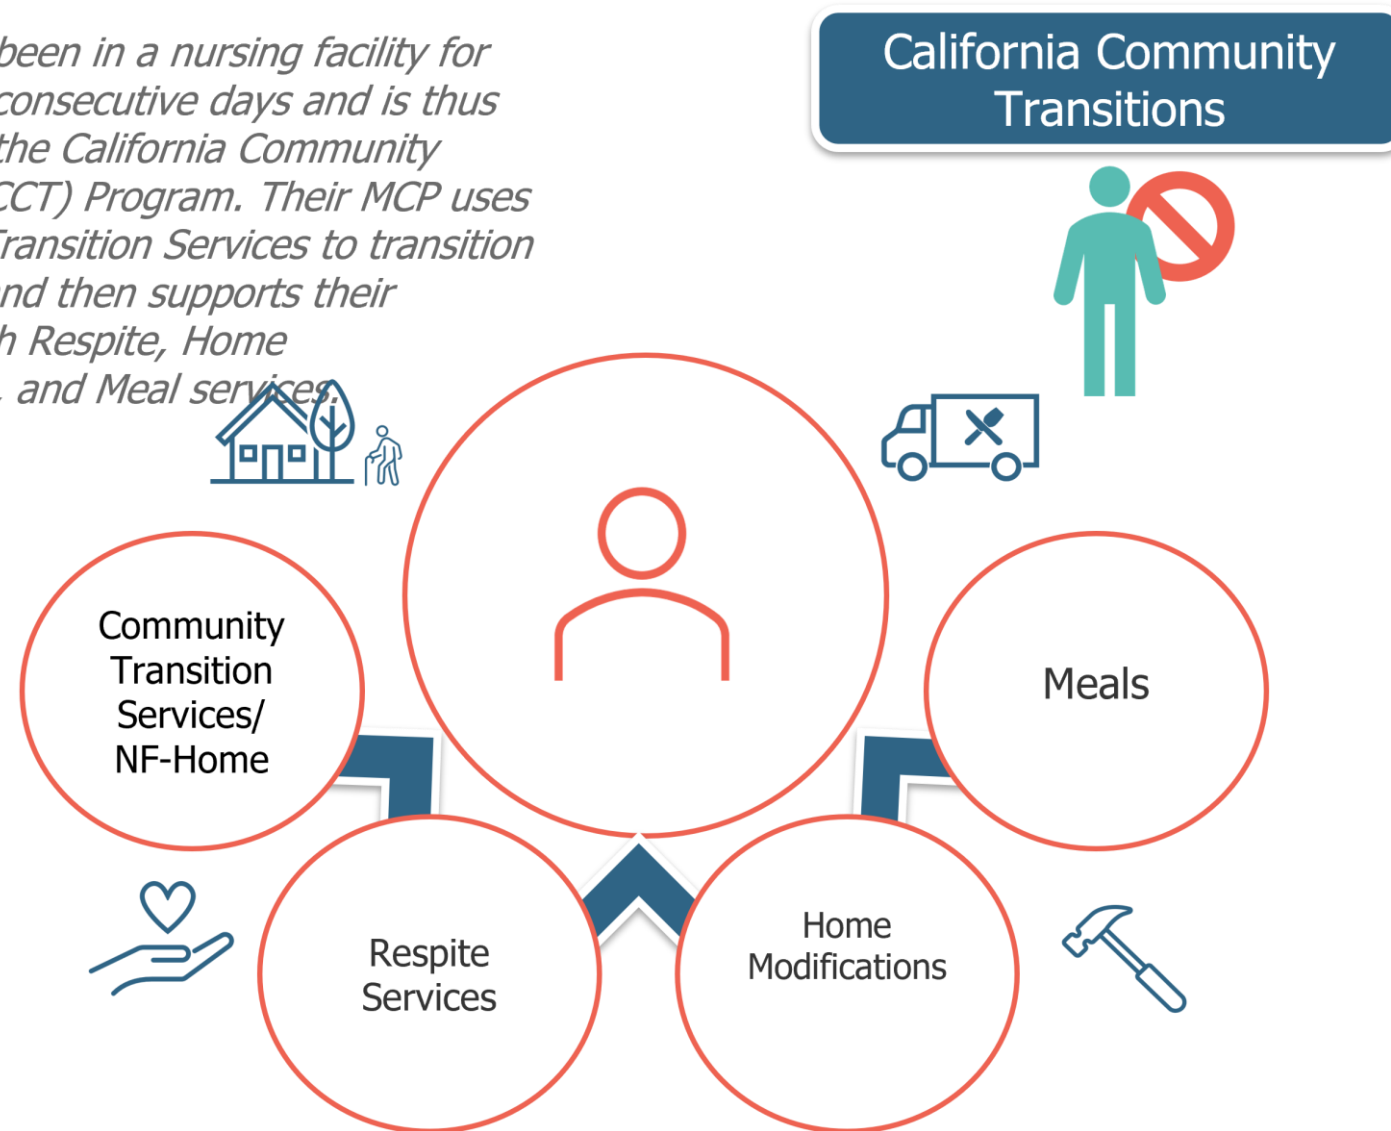 been in a nursing facility for
consecutive days and is thus
the California Community
CCT) Program. Their MCP uses
Transition Services to transition
nd then supports their
h Respite, Home
, and Meal services.
California Community
Transitions
Community
Transition
Services/
NF-Home
Meals
Respite
Services
Home
Modifications